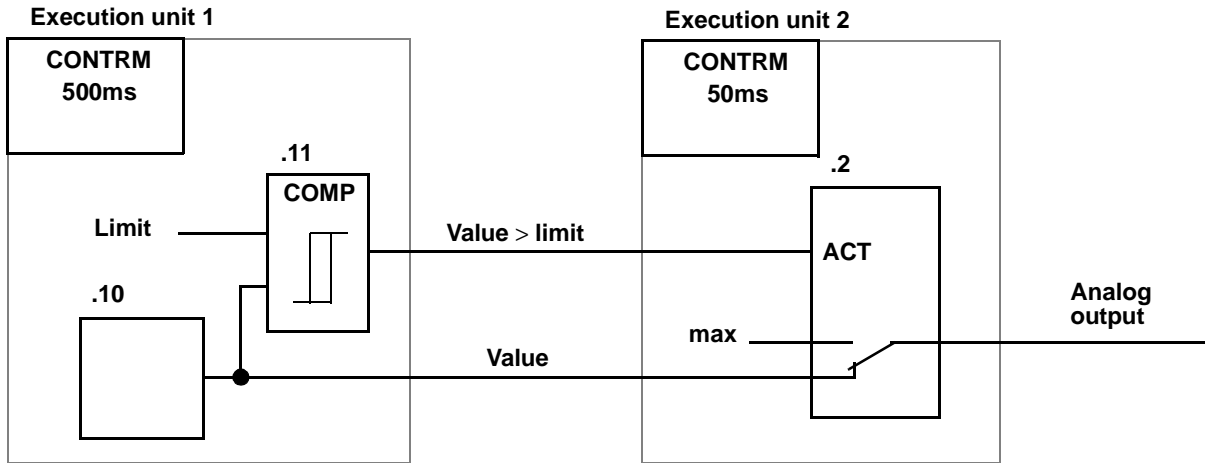 Execution unit 1
CONTRM
500ms
.11
COMP
Limit
.10
Value > limit
Value
Execution unit 2
CONTRM
50ms
.2
ACT
max
Analog
output